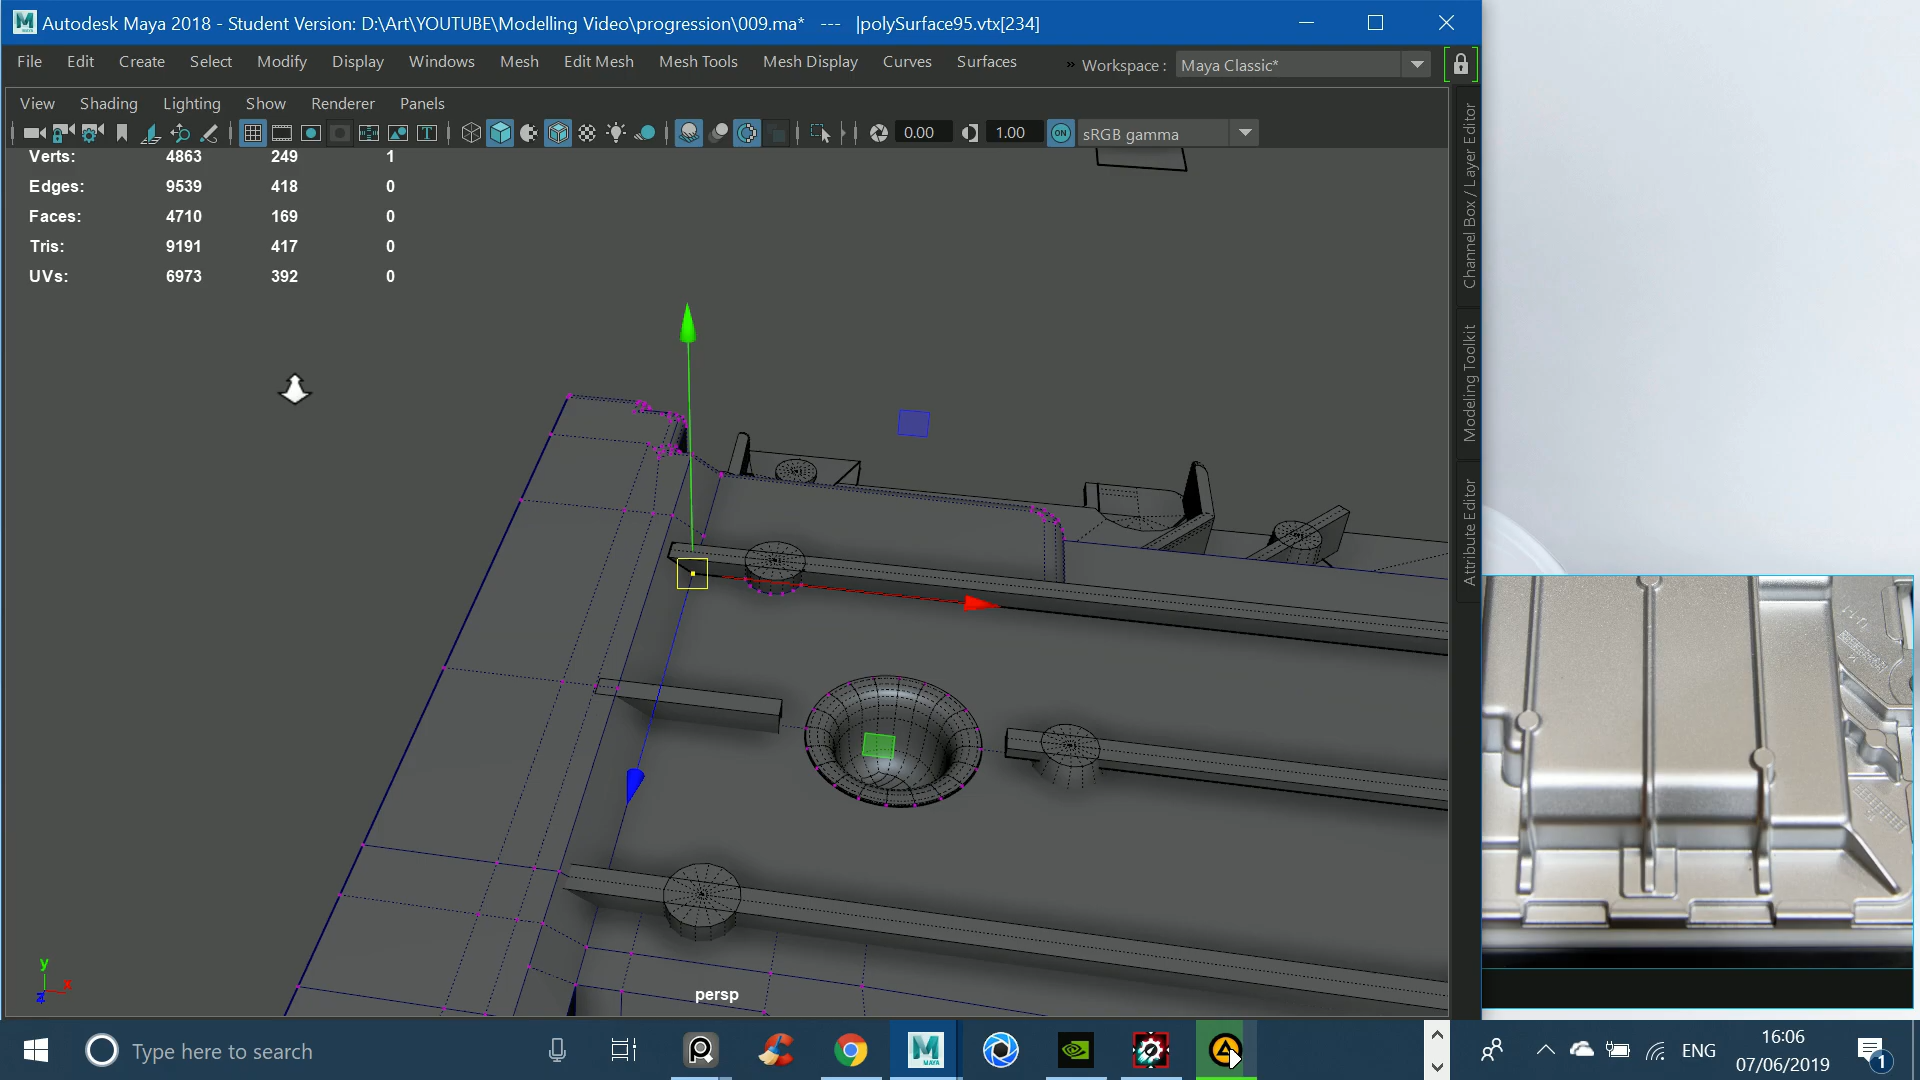 Autodesk Maya 2018 - Student Version: D:\Art\YOUTUBE\Modelling Video\progression\009.ma* --- |polySurface95.vtx[234]
File Edit Create Select Modify Display Windows Mesh Edit Mesh Mesh Tools Mesh Display Curves Surfaces » Workspace : Maya Classic*
View Shading Lighting Show Renderer Panels
0.00 1.00 ON sRGB gamma
Verts: 4863 249 1
Edges: 9539 418 0
Faces: 4710 169 0
Tris: 9191 417 0
UVs: 6973 392 0
Channel Box / Layer Editor
Modeling Toolkit
Attribute Editor
y
x
z
persp
MAYA
Type here to search
ENG
16:06
07/06/2019
1